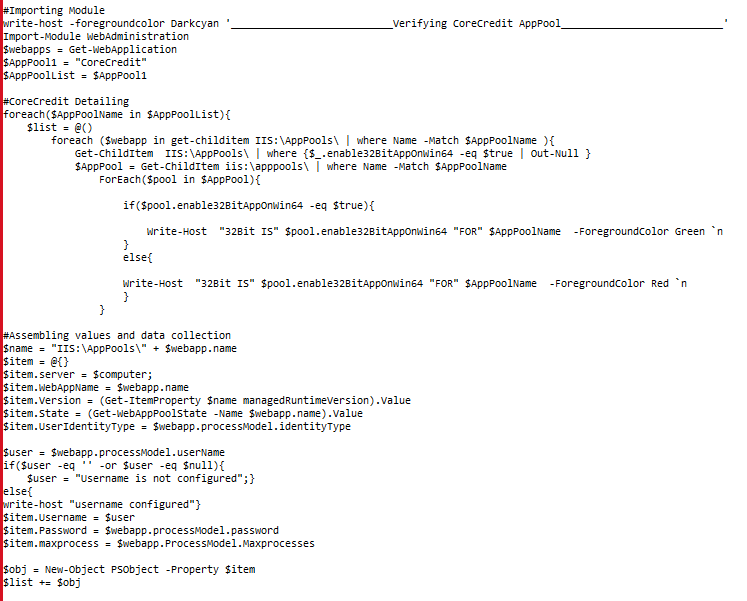 #Importing Module
write-host -foregroundcolor Darkcyan '___________________________Verifying CoreCredit AppPool___________________________'
Import-Module WebAdministration
$webapps = Get-WebApplication
$AppPool1 = "CoreCredit"
$AppPoolList = $AppPool1

#CoreCredit Detailing
foreach($AppPoolName in $AppPoolList){
    $list = @()
        foreach ($webapp in get-childitem IIS:\AppPools\ | where Name -Match $AppPoolName ){
            Get-ChildItem  IIS:\AppPools\ | where {$_.enable32BitAppOnWin64 -eq $true | Out-Null }
            $AppPool = Get-ChildItem iis:\apppools\ | where Name -Match $AppPoolName
                ForEach($pool in $AppPool){

                    if($pool.enable32BitAppOnWin64 -eq $true){

                        Write-Host  "32Bit IS" $pool.enable32BitAppOnWin64 "FOR" $AppPoolName  -ForegroundColor Green `n
                    }
                    else{

                    Write-Host  "32Bit IS" $pool.enable32BitAppOnWin64 "FOR" $AppPoolName  -ForegroundColor Red `n
                    }
                }

#Assembling values and data collection
$name = "IIS:\AppPools\" + $webapp.name
$item = @{}
$item.server = $computer;
$item.WebAppName = $webapp.name
$item.Version = (Get-ItemProperty $name managedRuntimeVersion).Value
$item.State = (Get-WebAppPoolState -Name $webapp.name).Value
$item.UserIdentityType = $webapp.processModel.identityType

$user = $webapp.processModel.userName
if($user -eq '' -or $user -eq $null){
    $user = "Username is not configured";}
else{
write-host "username configured"}
$item.Username = $user
$item.Password = $webapp.processModel.password
$item.maxprocess = $webapp.ProcessModel.Maxprocesses

$obj = New-Object PSObject -Property $item
$list += $obj